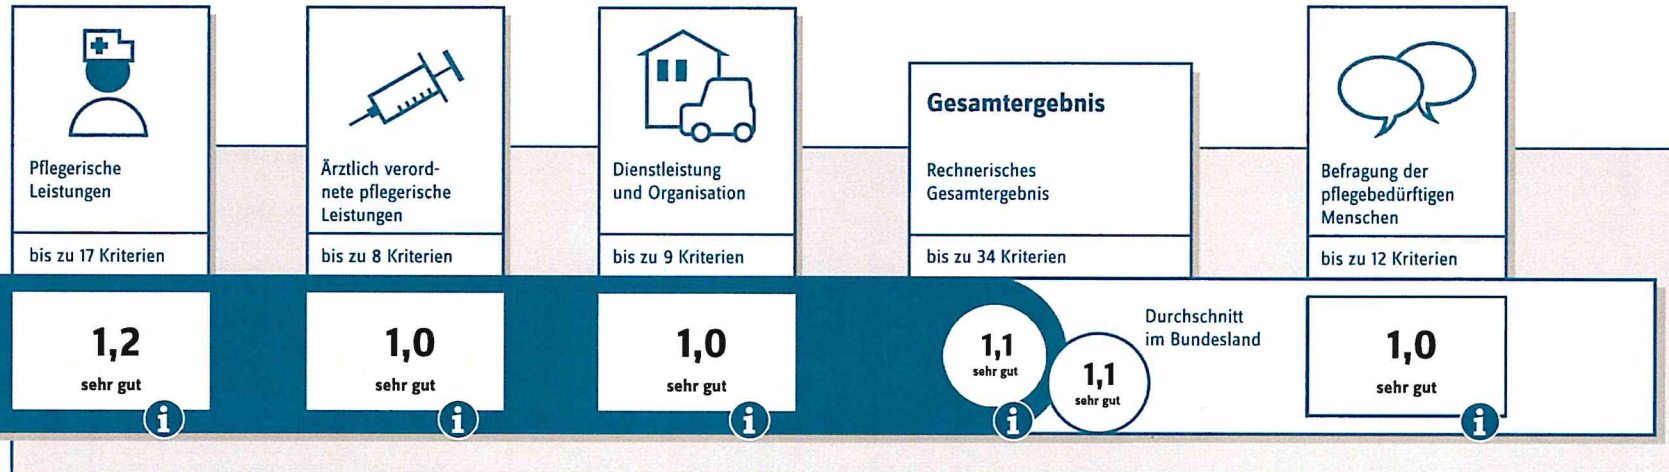 Pflegerische
Leistungen
bis zu 17 Kriterien
1,2
sehr gut
i
Ärztlich verord-
nete pflegerische
Leistungen
bis zu 8 Kriterien
1,0
sehr gut
i
Dienstleistung
und Organisation
bis zu 9 Kriterien
1,0
sehr gut
i
Gesamtergebnis
Rechnerisches
Gesamtergebnis
bis zu 34 Kriterien
1,1
sehr gut
i
Durchschnitt
im Bundesland
1,1
sehr gut
Befragung der
pflegebedürftigen
Menschen
bis zu 12 Kriterien
1,0
sehr gut
i